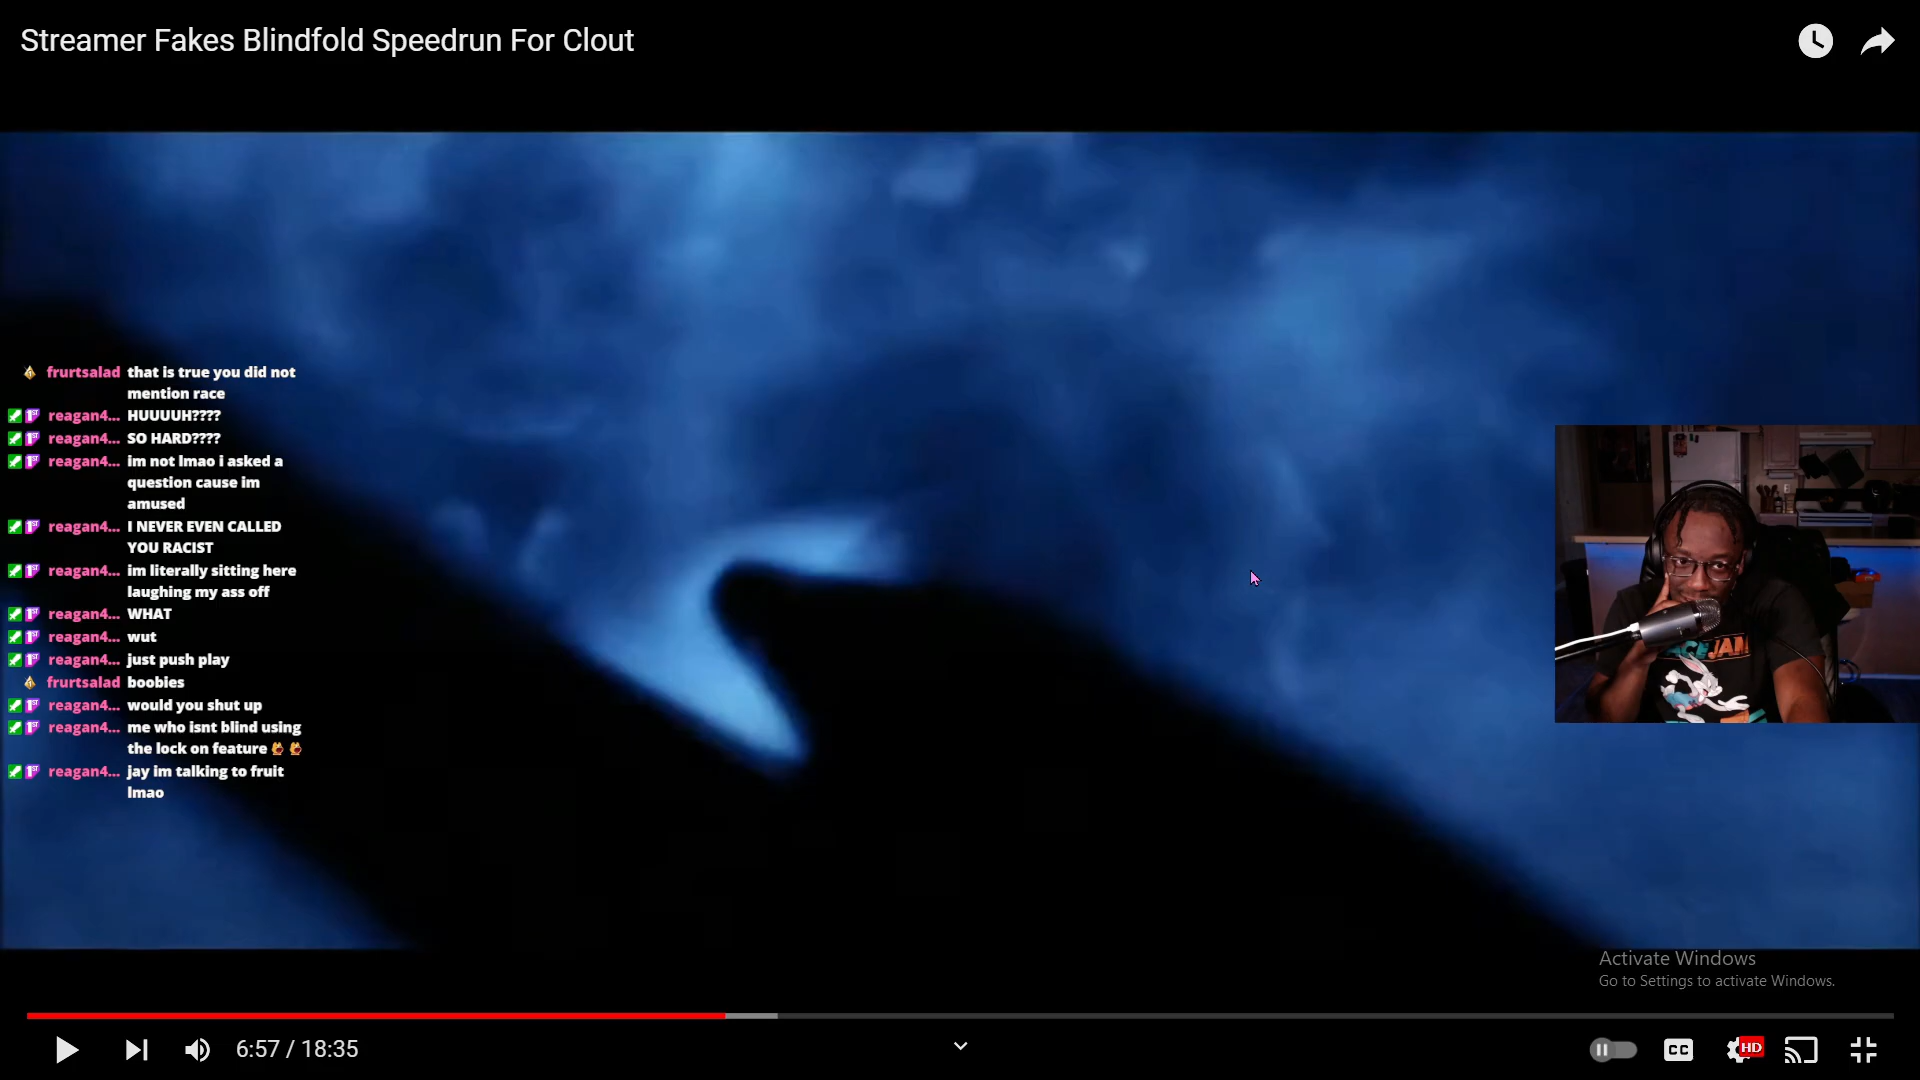 Streamer Fakes Blindfold Speedrun For Clout
frurtsalad that is true you did not
mention race
reagan4... HUUUUH????
reagan4... SO HARD????
reagan4... im not lmao i asked a
question cause im
amused
reagan4... I NEVER EVEN CALLED
YOU RACIST
reagan4... im literally sitting here
laughing my ass off
reagan4... WHAT
reagan4... wut
reagan4... just push play
frurtsalad boobies
reagan4... would you shut up
reagan4... me who isnt blind using
the lock on feature
reagan4... jay im talking to fruit
lmao
Activate Windows
Go to Settings to activate Windows.
6:57 / 18:35
CC
HD